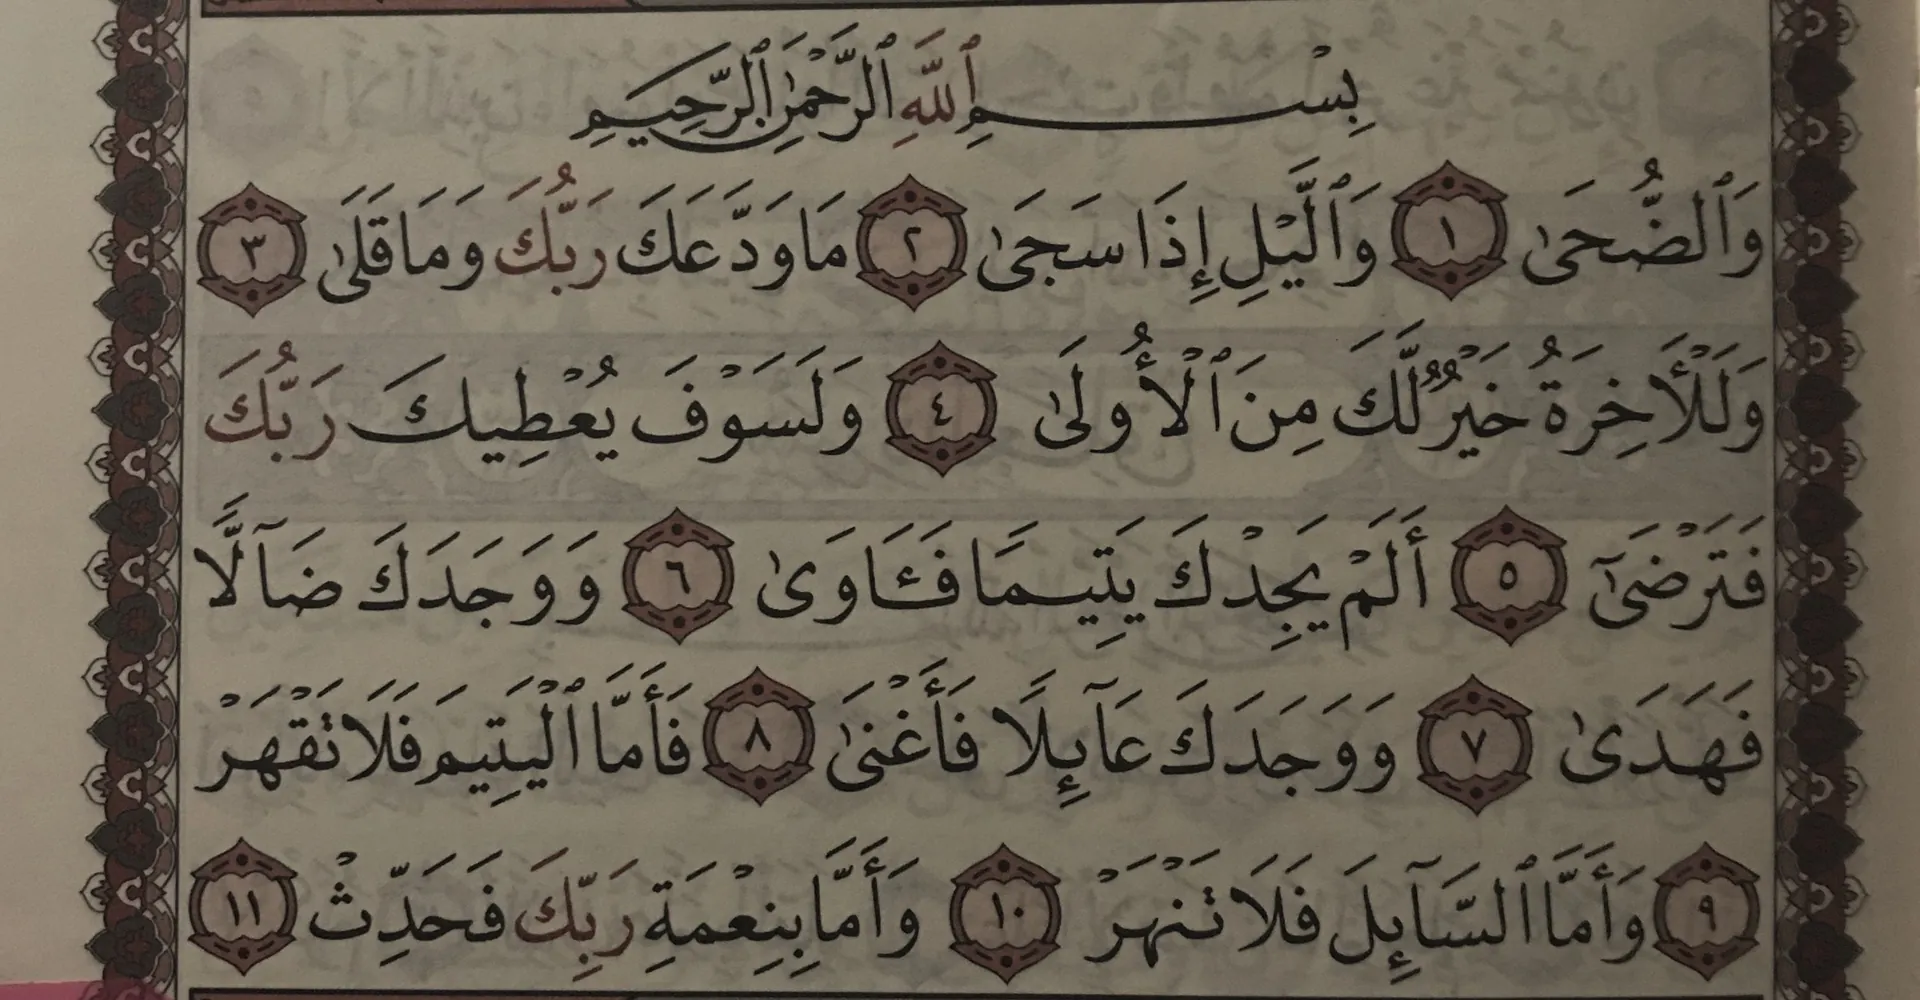 بِسْمِ ٱللَّهِ ٱلرَّحْمَٰنِ ٱلرَّحِيمِ
وَٱلضُّحَىٰ ١ وَٱلَّيْلِ إِذَا سَجَىٰ ٢ مَا وَدَّعَكَ رَبُّكَ وَمَا قَلَىٰ ٣
وَلَلْأَخِرَةُ خَيْرٌ لَّكَ مِنَ ٱلْأُولَىٰ ٤ وَلَسَوْفَ يُعْطِيكَ رَبُّكَ
فَتَرْضَىٰٓ ٥ أَلَمْ يَجِدْكَ يَتِيمًا فَـَٔاوَىٰ ٦ وَوَجَدَكَ ضَآلًّا
فَهَدَىٰ ٧ وَوَجَدَكَ عَآئِلًا فَأَغْنَىٰ ٨ فَأَمَّا ٱلْيَتِيمَ فَلَا تَقْهَرْ
٩ وَأَمَّا ٱلسَّآئِلَ فَلَا تَنْهَرْ ١٠ وَأَمَّا بِنِعْمَةِ رَبِّكَ فَحَدِّثْ ١١